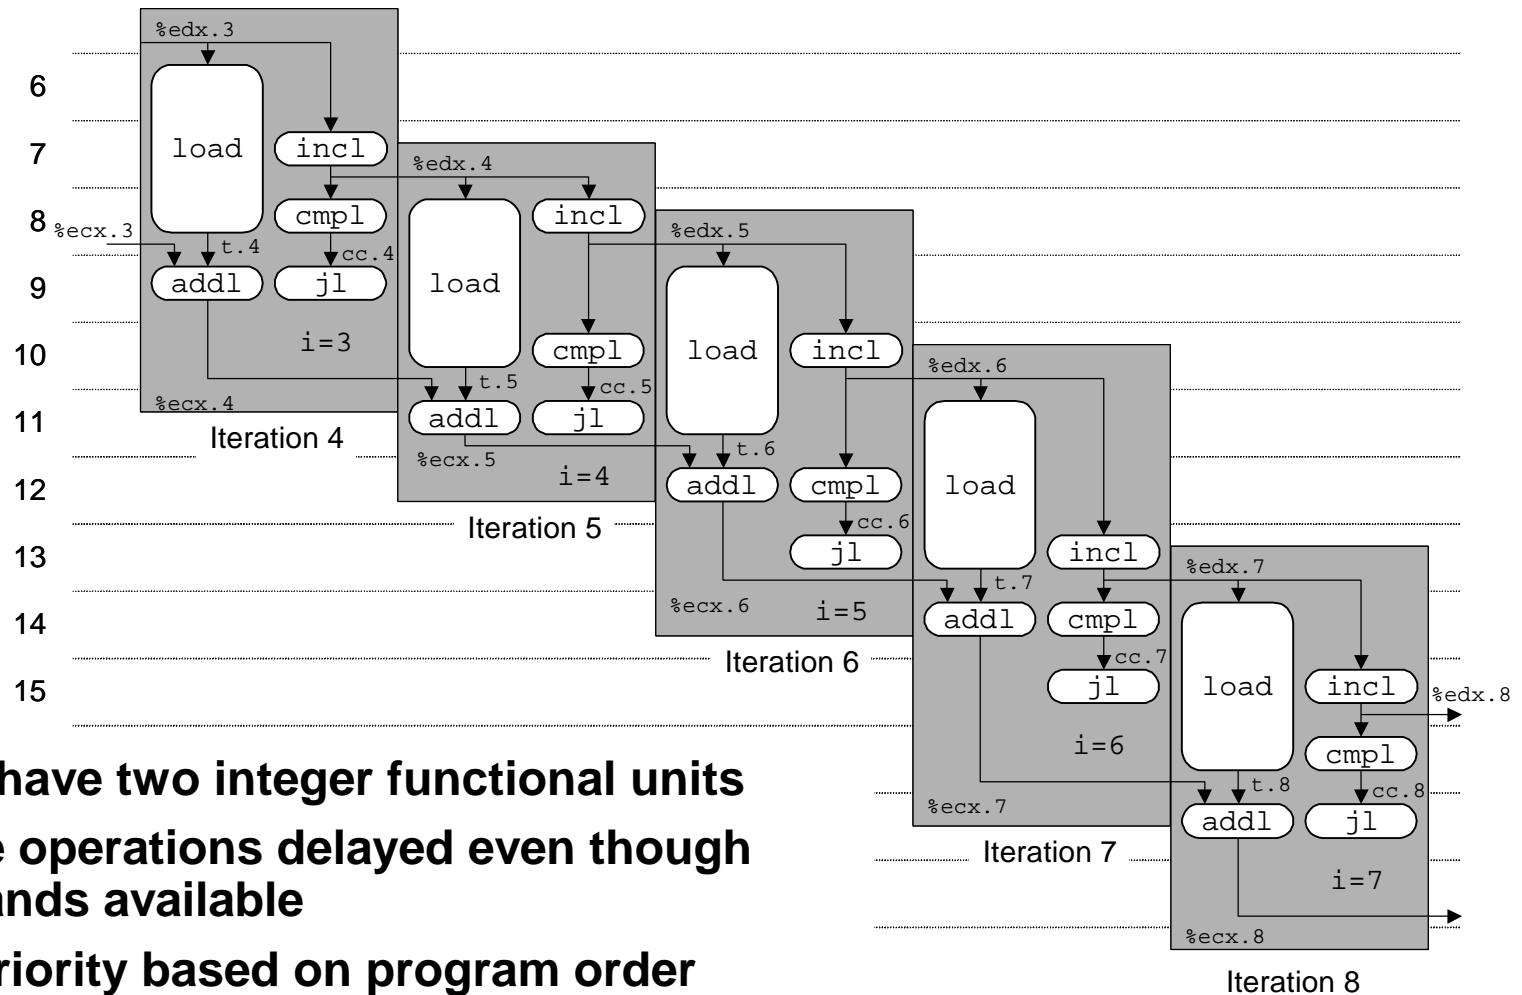 %edx.3
6
load
7
incl
%edx.4
8
%ecx.3
cmpl
incl
%edx.5
t.4
cc.4
9
addl
jl
load
i=3
10
cmpl
load
incl
%edx.6
t.5
cc.5
%ecx.4
11
addl
jl
Iteration 4
t.6
%ecx.5
i=4
12
addl
cmpl
load
Iteration 5
cc.6
13
jl
incl
%edx.7
t.7
%ecx.6
i=5
14
addl
cmpl
Iteration 6
cc.7
15
jl
load
incl
%edx.8
i=6
cmpl
have two integer functional units
t.8
cc.8
%ecx.7
addl
jl
operations delayed even though
Iteration 7
i=7
available
%ecx.8
based on program order
Iteration 8